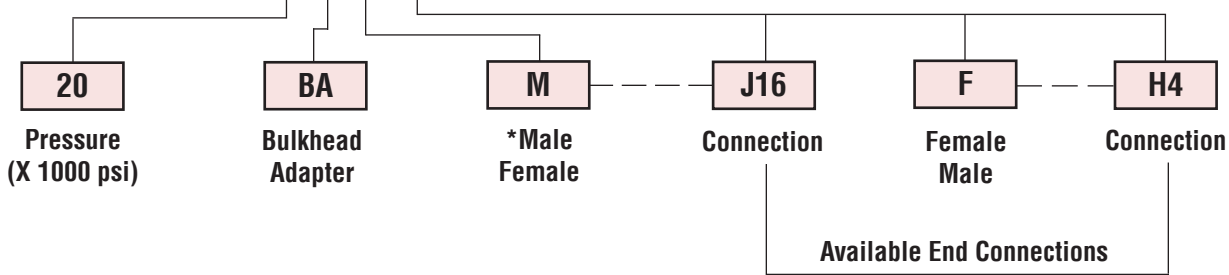 20 BA M J16 F H4
Pressure Bulkhead *Male Connection Female Connection
(X 1000 psi) Adapter Female Male
Available End Connections